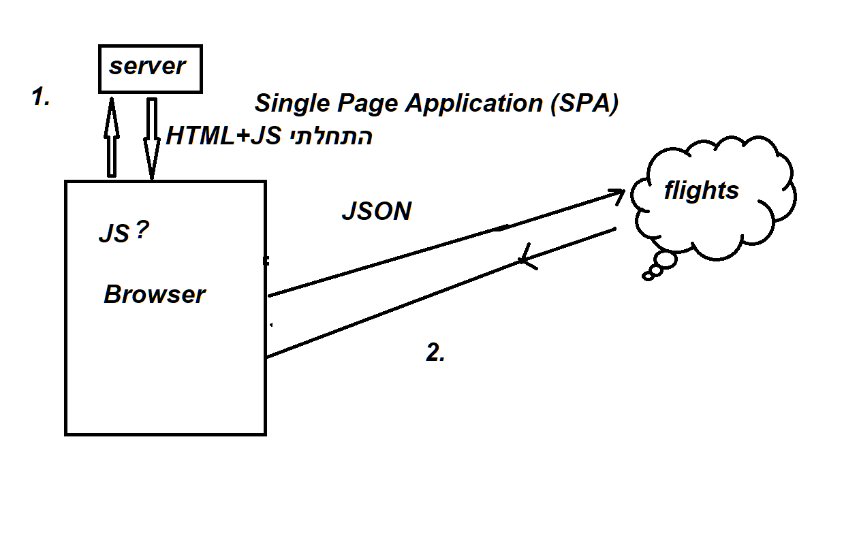 server
1.
Single Page Application (SPA)
HTML+JS התחלתי
flights
JSON
JS ?
Browser
2.